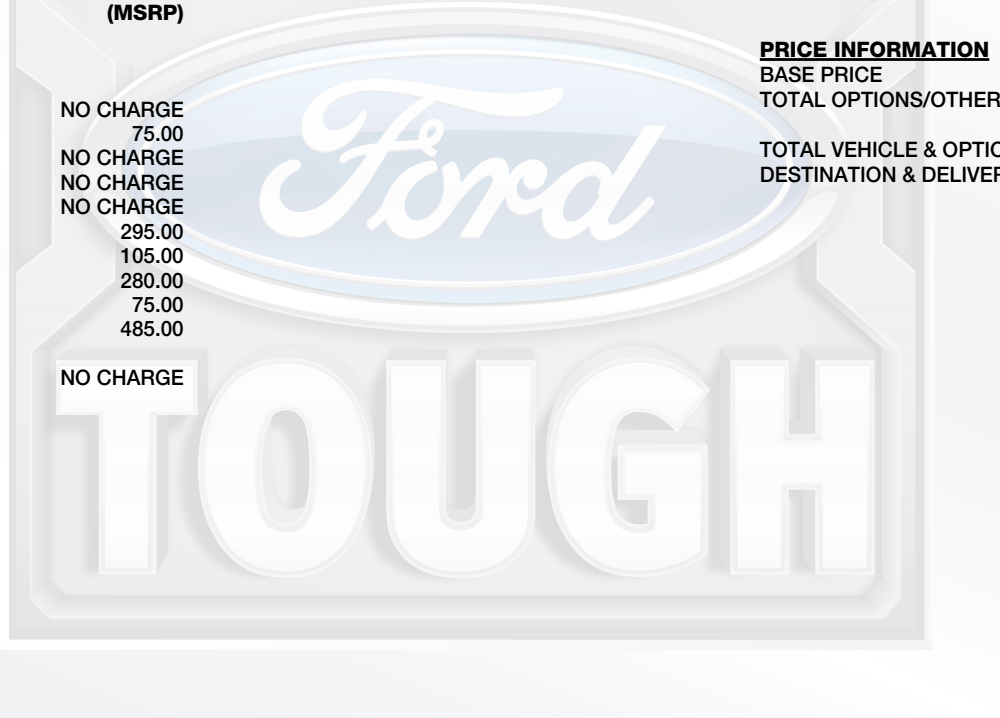 (MSRP)
NO CHARGE
75.00
NO CHARGE
NO CHARGE
NO CHARGE
295.00
105.00
280.00
75.00
485.00
NO CHARGE
PRICE INFORMATION
BASE PRICE
TOTAL OPTIONS/OTHER
TOTAL VEHICLE & OPTIO
DESTINATION & DELIVER
Ford
TOUGH